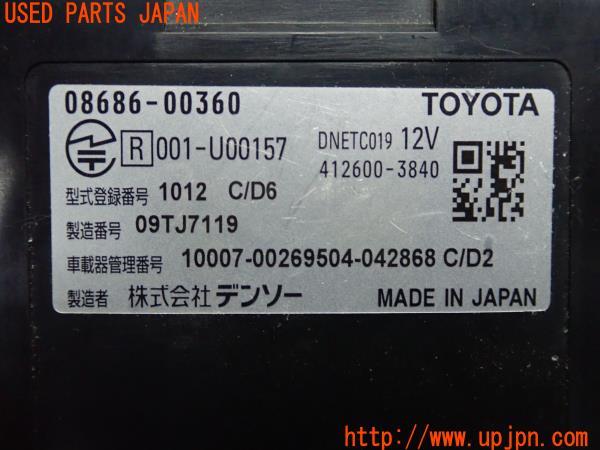 USED PARTS JAPAN
08686-00360 TOYOTA
R 001-U00157 DNETC019 12V
412600-3840
型式登録番号 1012 C/D6
製造番号 09TJ7119
車載器管理番号 10007-00269504-042868 C/D2
製造者 株式会社 デンソー MADE IN JAPAN
http://www.upjpn.com